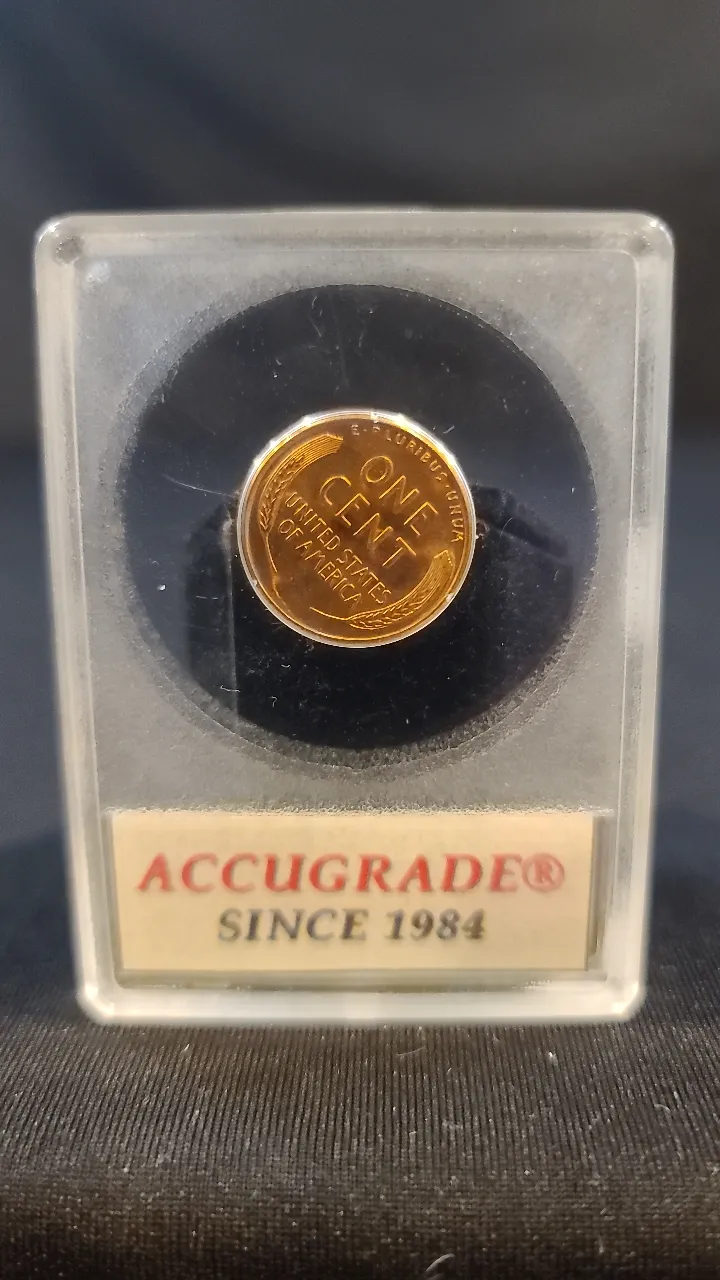 E·PLURIBUS·UNUM
ONE
CENT
UNITED STATES
OF AMERICA
ACCUGRADE®
SINCE 1984